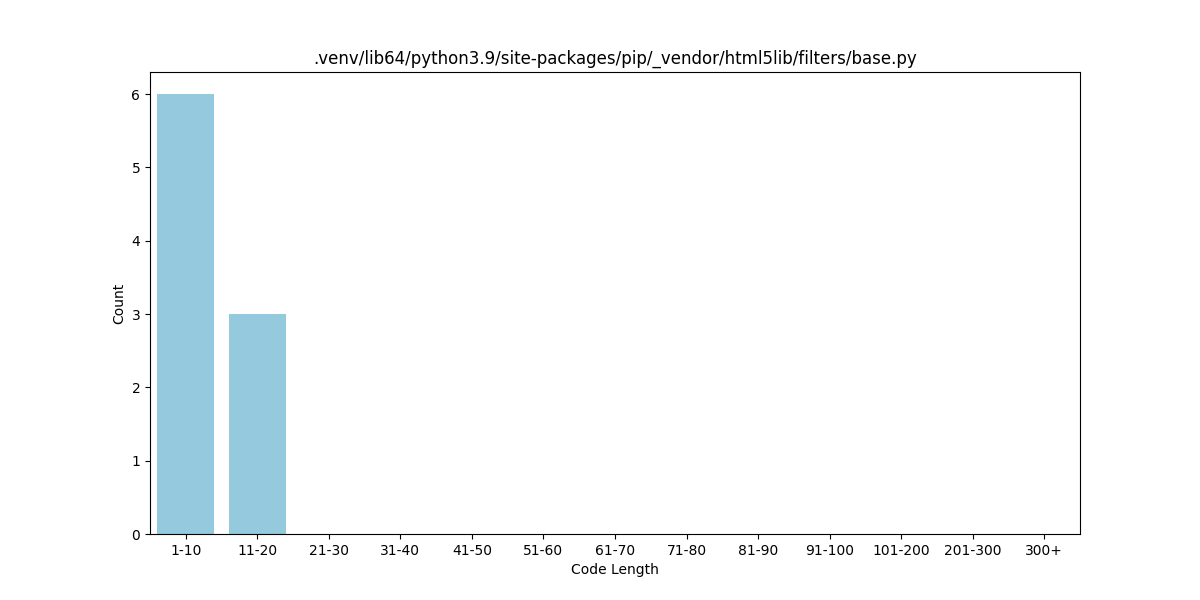 .venv/lib64/python3.9/site-packages/pip/_vendor/html5lib/filters/base.py
6
5
4
3
2
1
0
Count
1-10 11-20 21-30 31-40 41-50 51-60 61-70 71-80 81-90 91-100 101-200 201-300 300+
Code Length